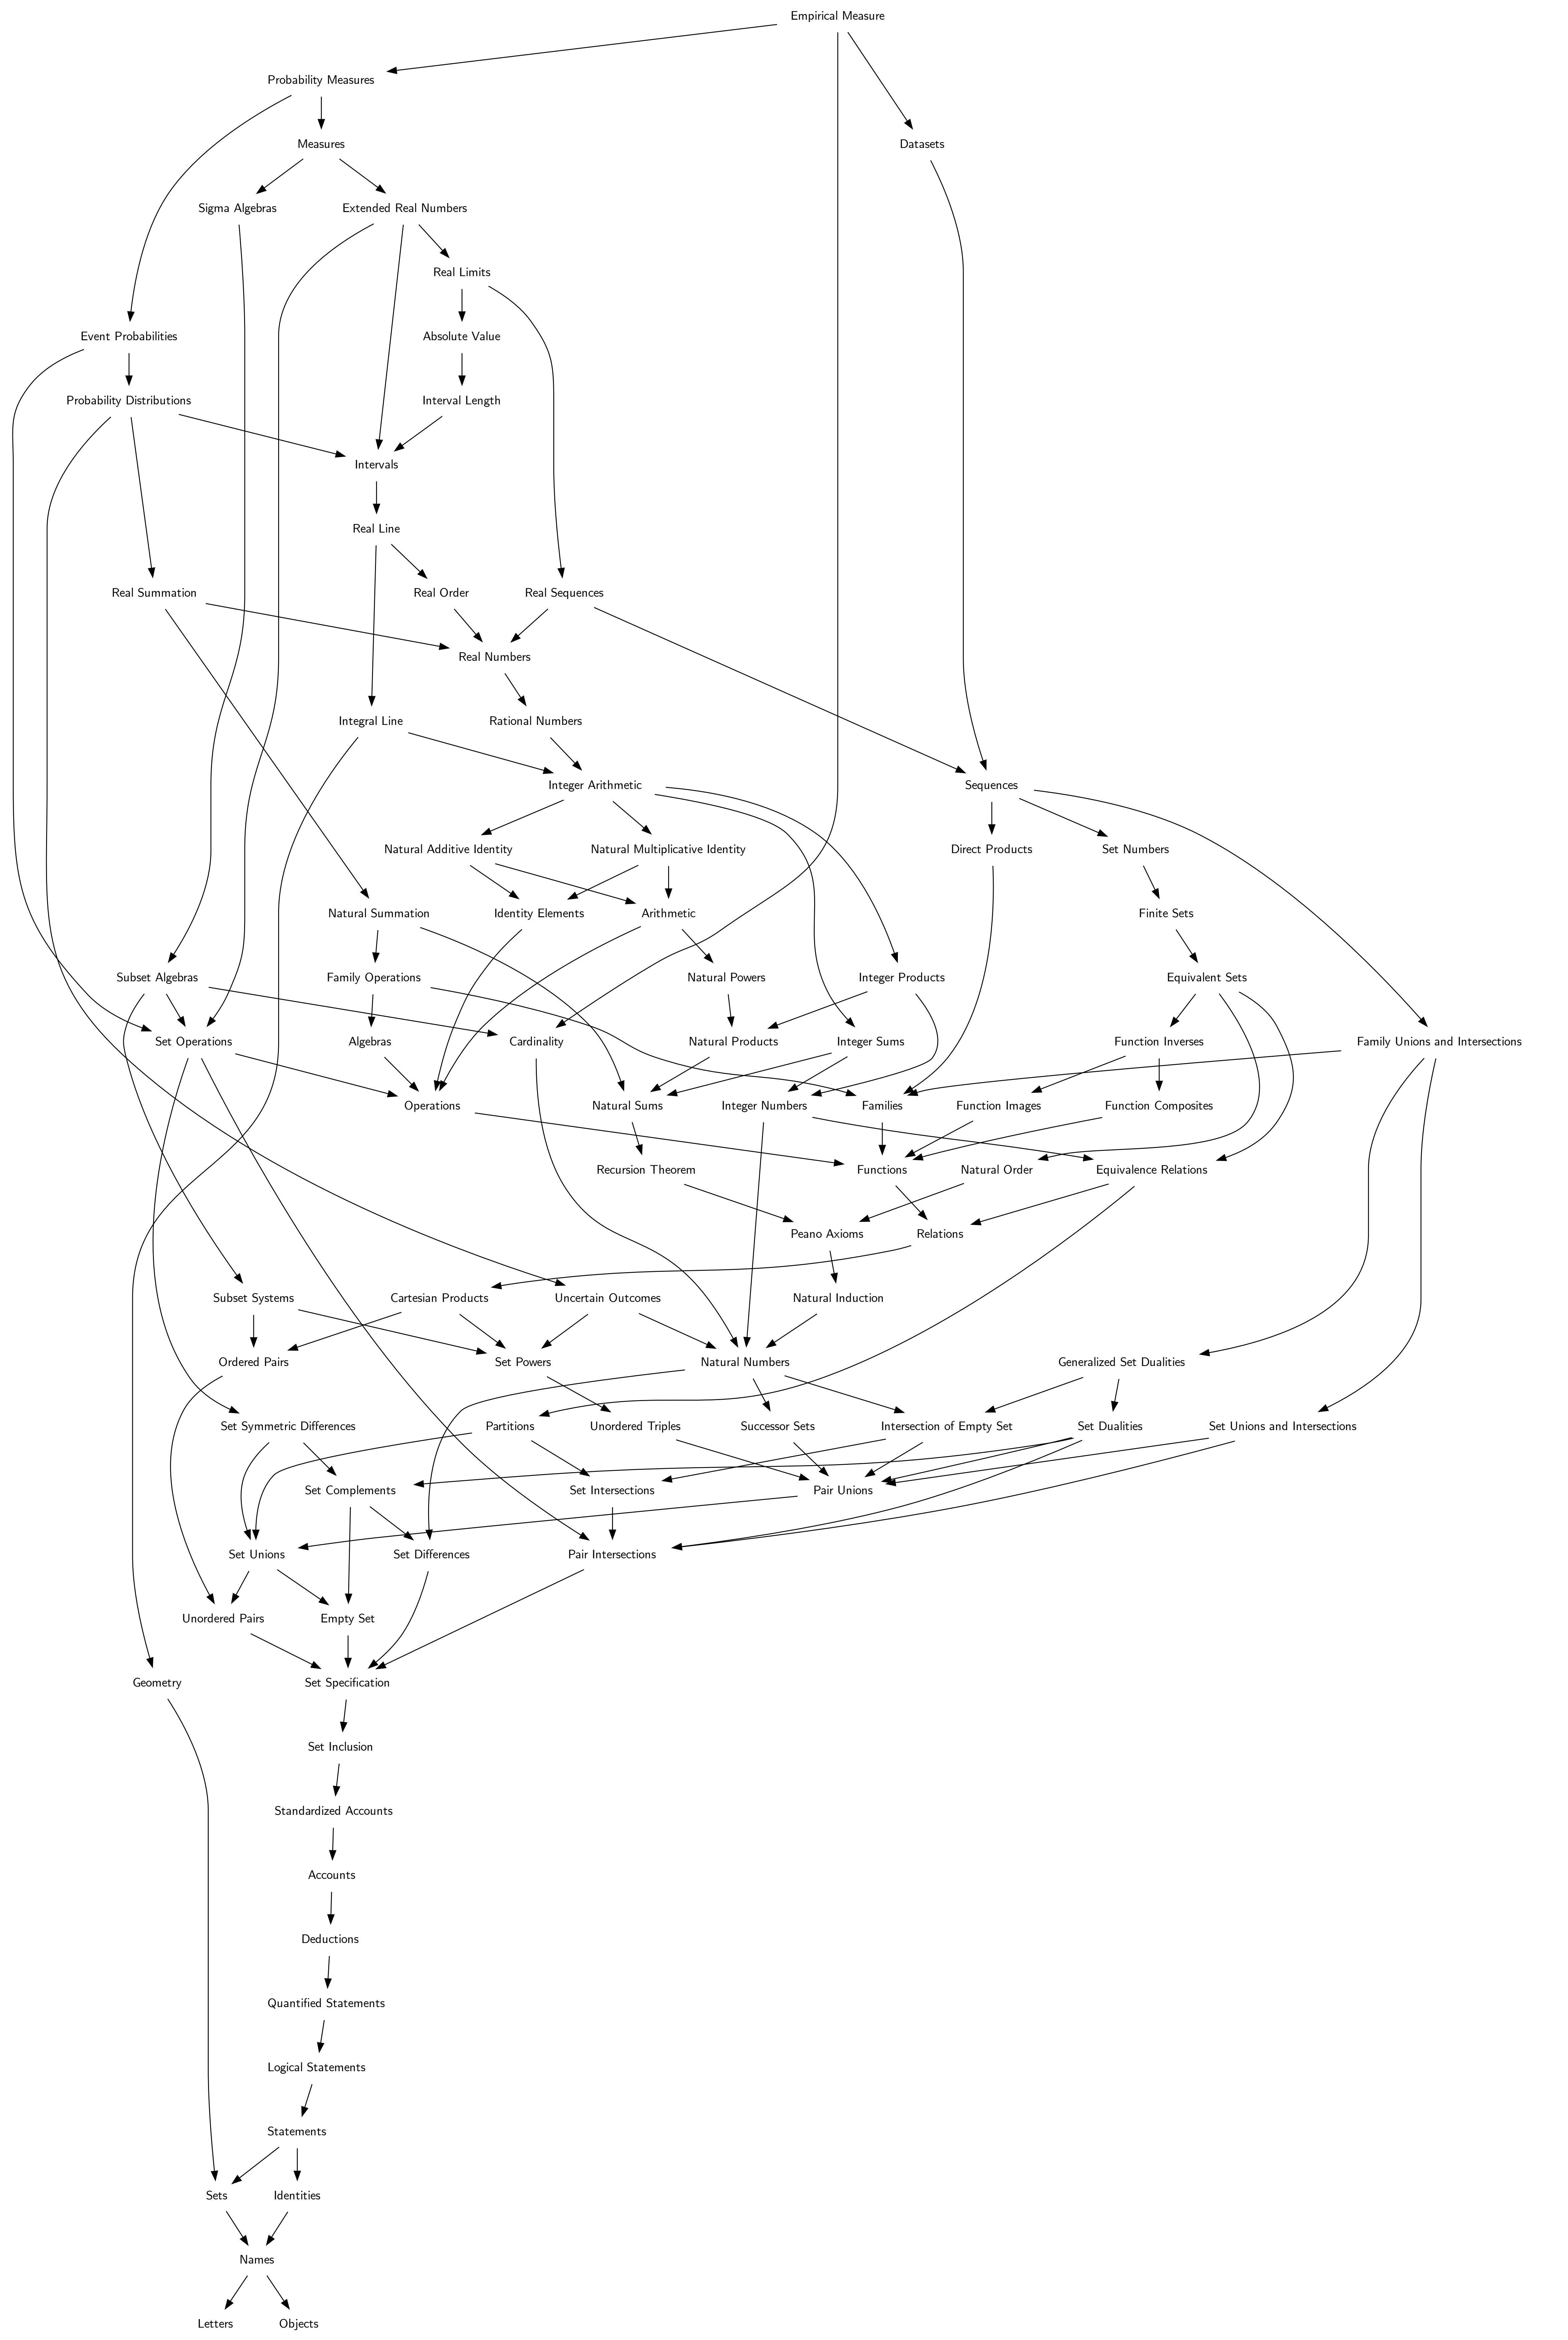 Empirical Measure
Probability Measures
Measures
Datasets
Sigma Algebras
Extended Real Numbers
Real Limits
Event Probabilities
Absolute Value
Probability Distributions
Interval Length
Intervals
Real Line
Real Summation
Real Order
Real Sequences
Real Numbers
Integral Line
Rational Numbers
Integer Arithmetic
Sequences
Natural Additive Identity
Natural Multiplicative Identity
Direct Products
Set Numbers
Natural Summation
Identity Elements
Arithmetic
Finite Sets
Subset Algebras
Family Operations
Natural Powers
Integer Products
Equivalent Sets
Set Operations
Algebras
Cardinality
Natural Products
Integer Sums
Function Inverses
Family Unions and Intersections
Operations
Natural Sums
Integer Numbers
Families
Function Images
Function Composites
Recursion Theorem
Functions
Natural Order
Equivalence Relations
Peano Axioms
Relations
Subset Systems
Cartesian Products
Uncertain Outcomes
Natural Induction
Ordered Pairs
Set Powers
Natural Numbers
Generalized Set Dualities
Set Symmetric Differences
Partitions
Unordered Triples
Successor Sets
Intersection of Empty Set
Set Dualities
Set Unions and Intersections
Set Complements
Set Intersections
Pair Unions
Set Unions
Set Differences
Pair Intersections
Unordered Pairs
Empty Set
Geometry
Set Specification
Set Inclusion
Standardized Accounts
Accounts
Deductions
Quantified Statements
Logical Statements
Statements
Sets
Identities
Names
Letters
Objects